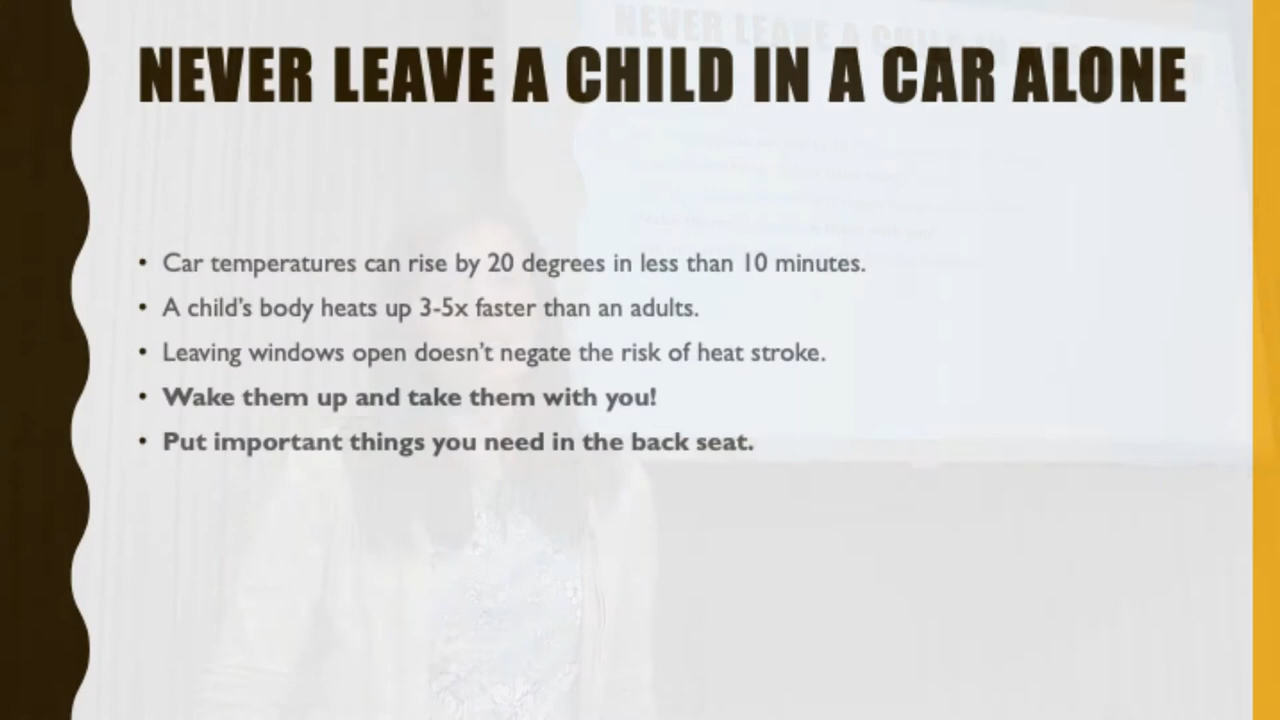 NEVER LEAVE A CHILD IN A CAR ALONE
• Car temperatures can rise by 20 degrees in less than 10 minutes.
• A child's body heats up 3-5x faster than an adults.
• Leaving windows open doesn't negate the risk of heat stroke.
• Wake them up and take them with you!
• Put important things you need in the back seat.